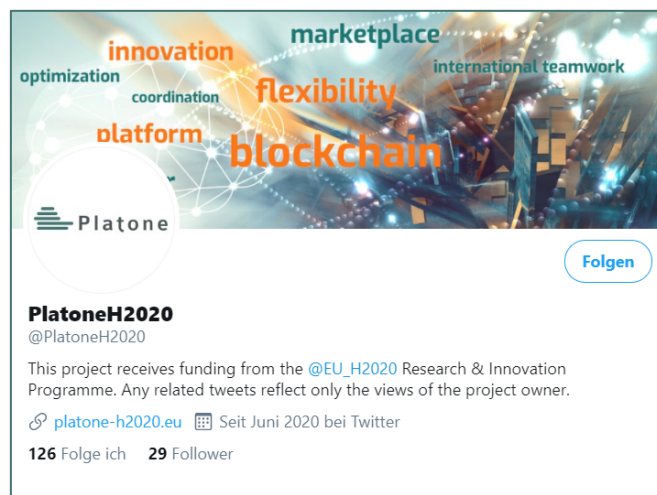 marketplace
innovation
international teamwork
optimization
flexibility
coordination
platform
blockchain
Platone
Folgen
PlatoneH2020
@PlatoneH2020
This project receives funding from the @EU_H2020 Research & Innovation
Programme. Any related tweets reflect only the views of the project owner.
platone-h2020.eu Seit Juni 2020 bei Twitter
126 Folge ich 29 Follower